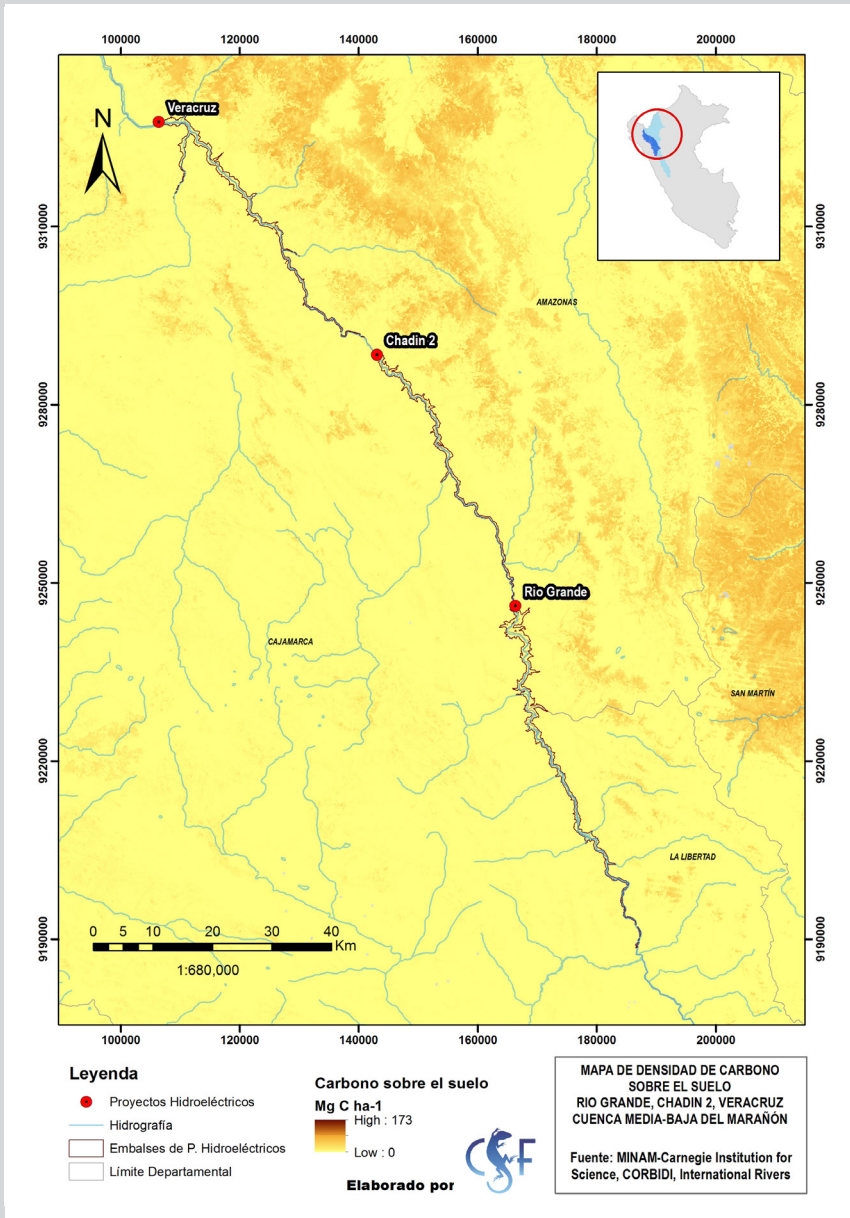 100000 120000 140000 160000 180000 200000
Veracruz
N
9310000 9310000
AMAZONAS
Chadin 2
9280000 9280000
9250000 9250000
Rio Grande
CAJAMARCA
SAN MARTÍN
9220000 9220000
LA LIBERTAD
9190000 9190000
0 5 10 20 30 40
Km
1:680,000
100000 120000 140000 160000 180000 200000
Leyenda
Proyectos Hidroeléctricos
Hidrografía
Embalses de P. Hidroeléctricos
Límite Departamental
Carbono sobre el suelo
Mg C ha-1
High : 173
Low : 0
Elaborado por
CSF
MAPA DE DENSIDAD DE CARBONO
SOBRE EL SUELO
RIO GRANDE, CHADIN 2, VERACRUZ
CUENCA MEDIA-BAJA DEL MARAÑÓN
Fuente: MINAM-Carnegie Institution for
Science, CORBIDI, International Rivers